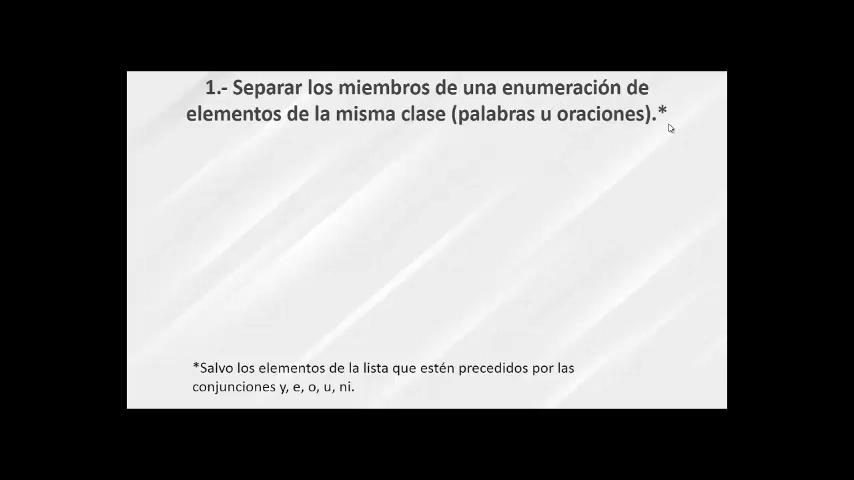 1.- Separar los miembros de una enumeración de
elementos de la misma clase (palabras u oraciones).*
*Salvo los elementos de la lista que estén precedidos por las
conjunciones y, e, o, u, ni.